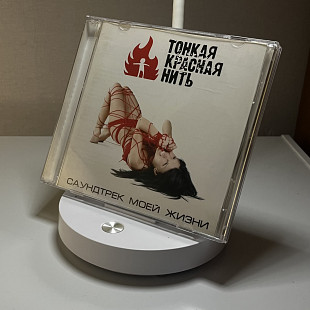 ТОНКАЯ
КРАСНАЯ
НИТЬ
САУНДТРЕК МОЕЙ ЖИЗНИ